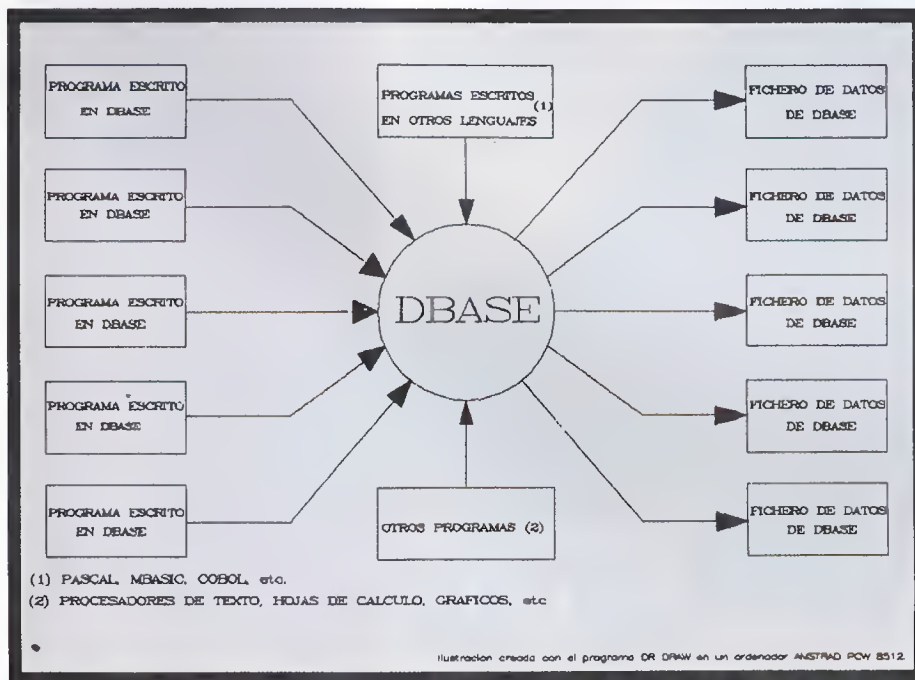 PROGRAMA ESCRITO
EN DBASE
PROGRAMA ESCRITO
EN DBASE
PROGRAMA ESCRITO
EN DBASE
PROGRAMA ESCRITO
EN DBASE
PROGRAMA ESCRITO
EN DBASE
PROGRAMAS ESCRITOS
(1)
EN OTROS LENGUAJES
DBASE
OTROS PROGRAMAS (2)
FICHERO DE DATOS
DE DBASE
FICHERO DE DATOS
DE DBASE
FICHERO DE DATOS
DE DBASE
FICHERO DE DATOS
DE DBASE
FICHERO DE DATOS
DE DBASE
(1) PASCAL, MBASIC, COBOL, etc.
(2) PROCESADORES DE TEXTO, HOJAS DE CALCULO, GRAFICOS, etc
Ilustracion creada con el programa DR DRAW en un ordenador AMSTRAD PCW 8512.